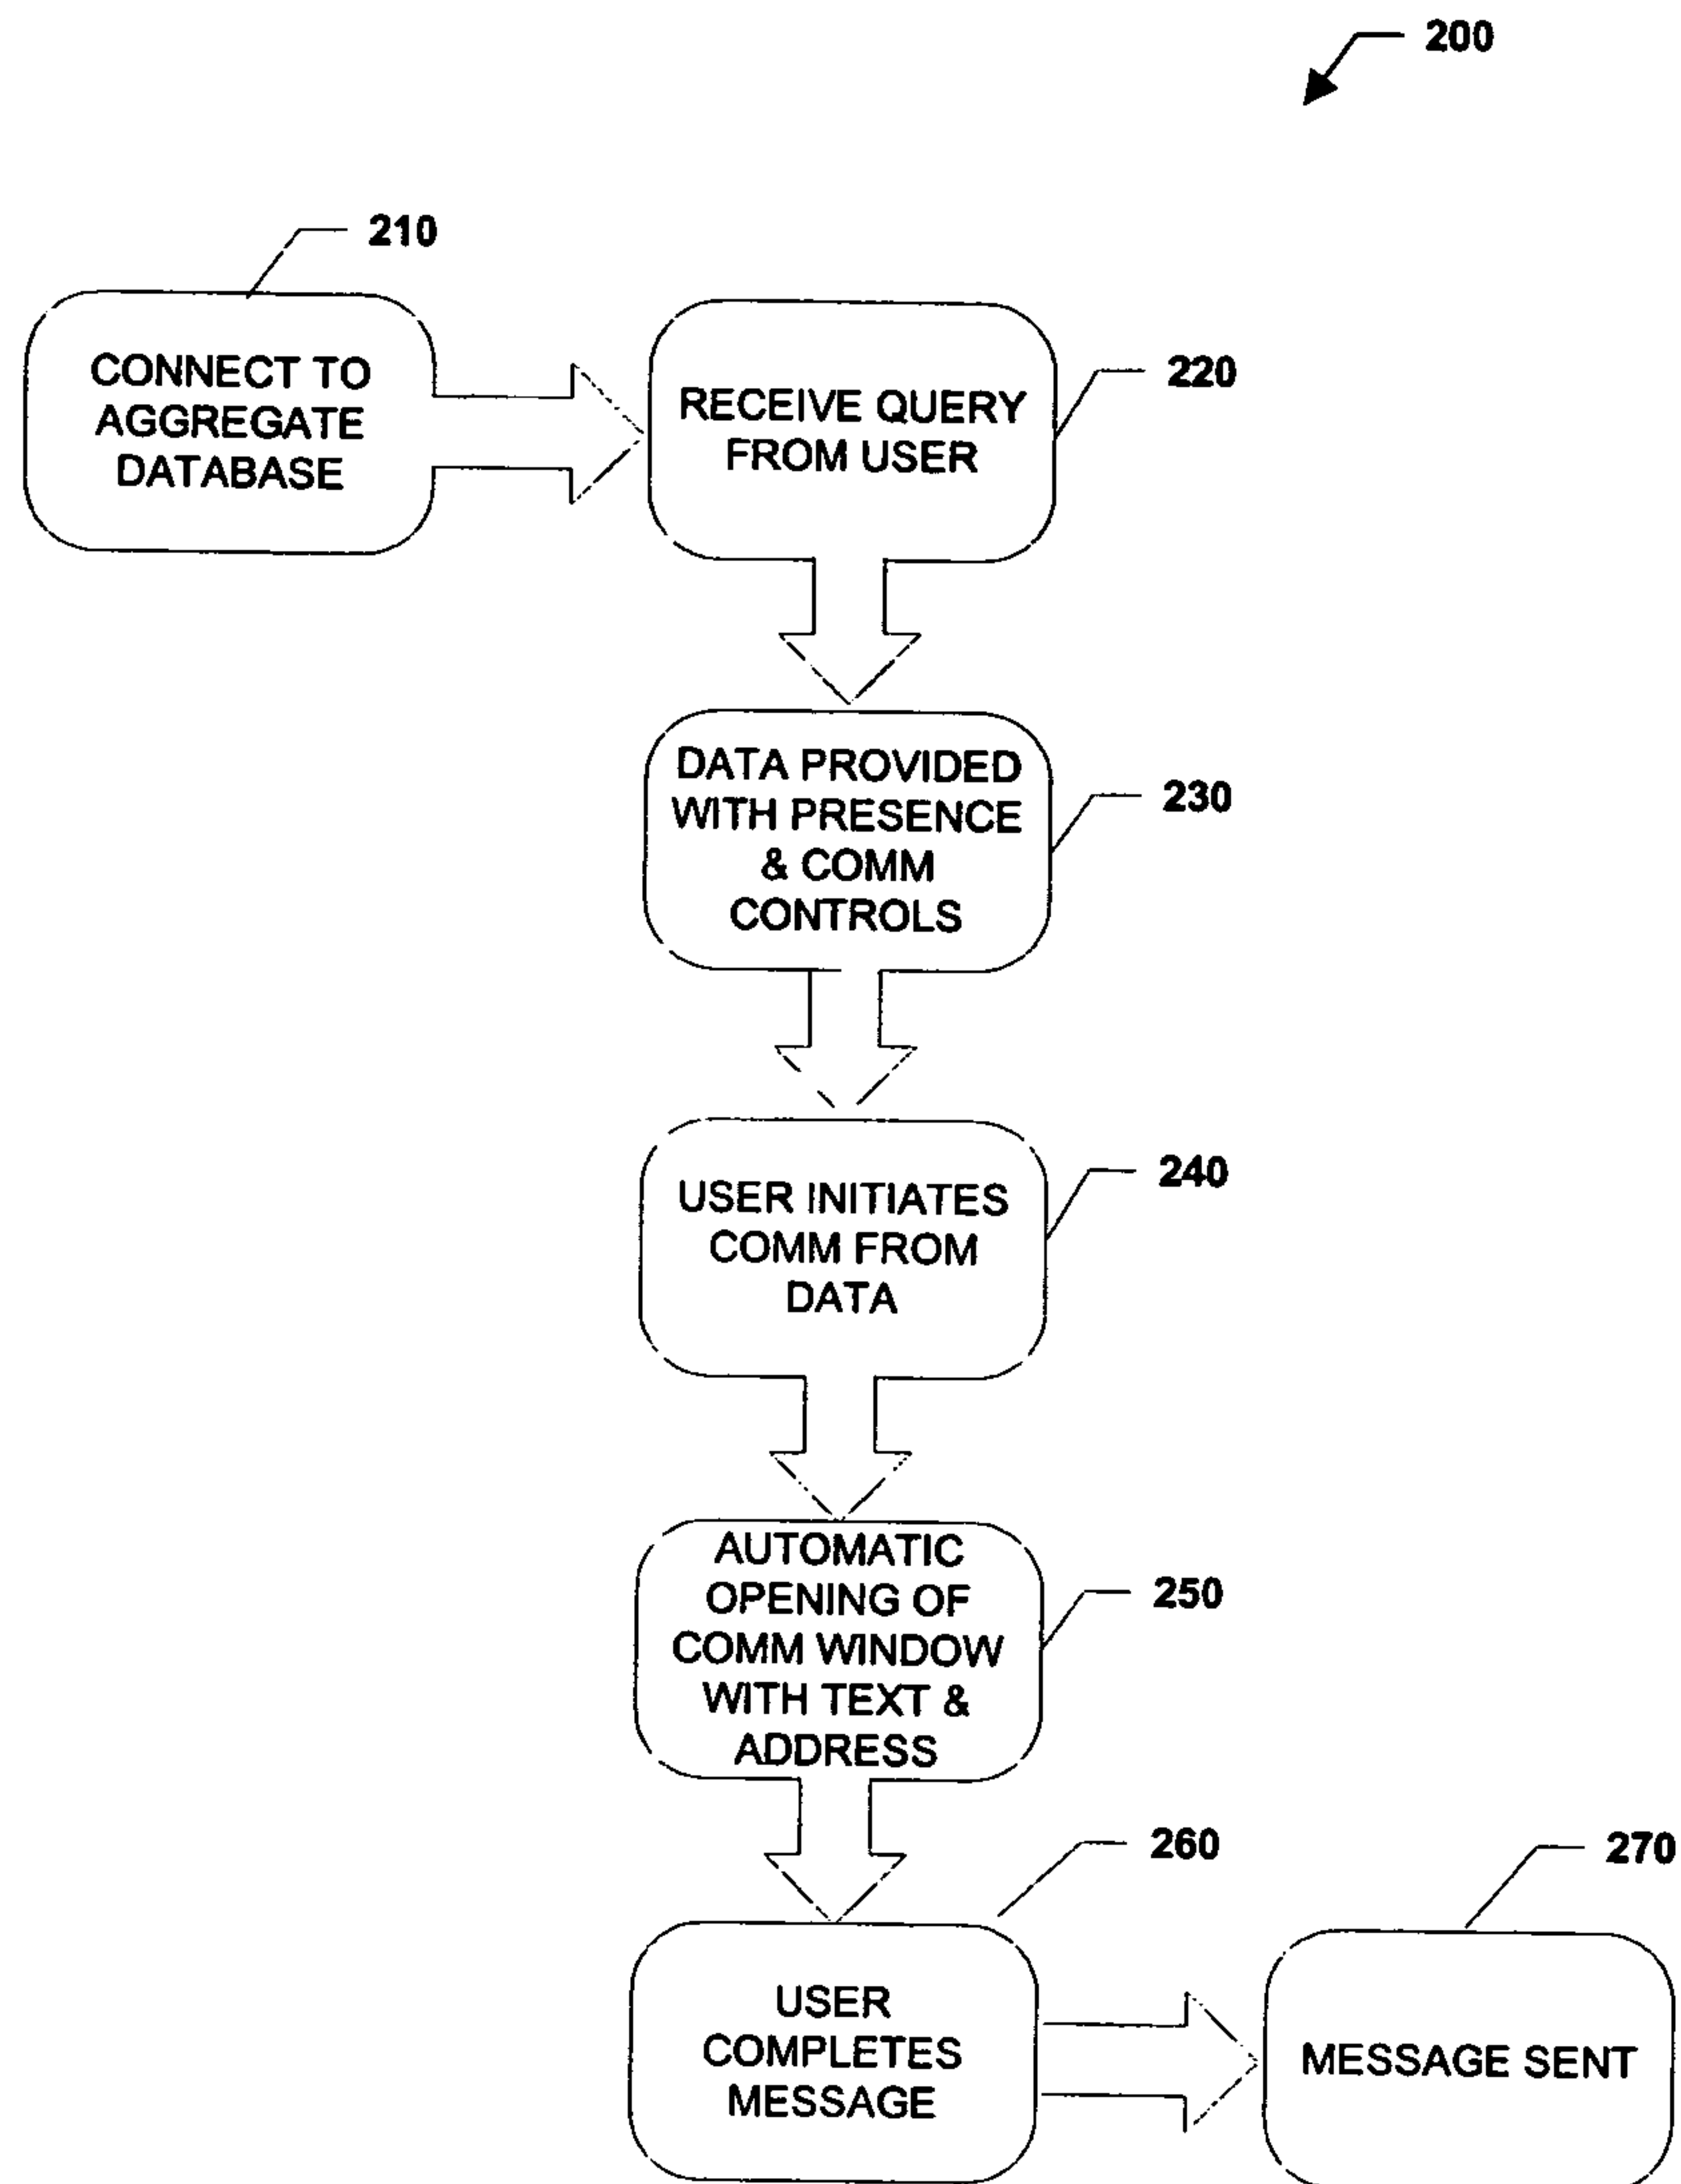 200
210
CONNECT TO
AGGREGATE
DATABASE
RECEIVE QUERY
FROM USER
220
DATA PROVIDED
WITH PRESENCE
& COMM
CONTROLS
230
USER INITIATES
COMM FROM
DATA
240
AUTOMATIC
OPENING OF
COMM WINDOW
WITH TEXT &
ADDRESS
250
260
USER
COMPLETES
MESSAGE
270
MESSAGE SENT